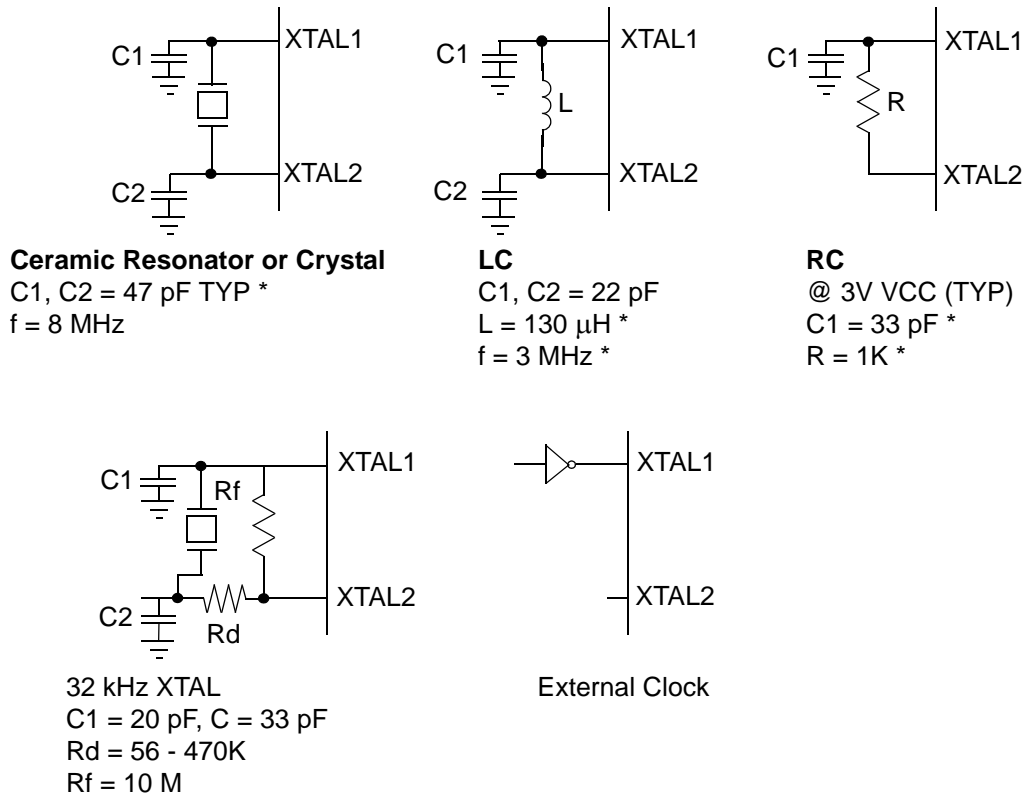 C1
XTAL1
C2
XTAL2
Ceramic Resonator or Crystal
C1, C2 = 47 pF TYP *
f = 8 MHz
C1
XTAL1
L
C2
XTAL2
LC
C1, C2 = 22 pF
L = 130 μH *
f = 3 MHz *
C1
XTAL1
R
XTAL2
RC
@ 3V VCC (TYP)
C1 = 33 pF *
R = 1K *
C1
XTAL1
Rf
C2
XTAL2
Rd
32 kHz XTAL
C1 = 20 pF, C = 33 pF
Rd = 56 - 470K
Rf = 10 M
XTAL1
XTAL2
External Clock